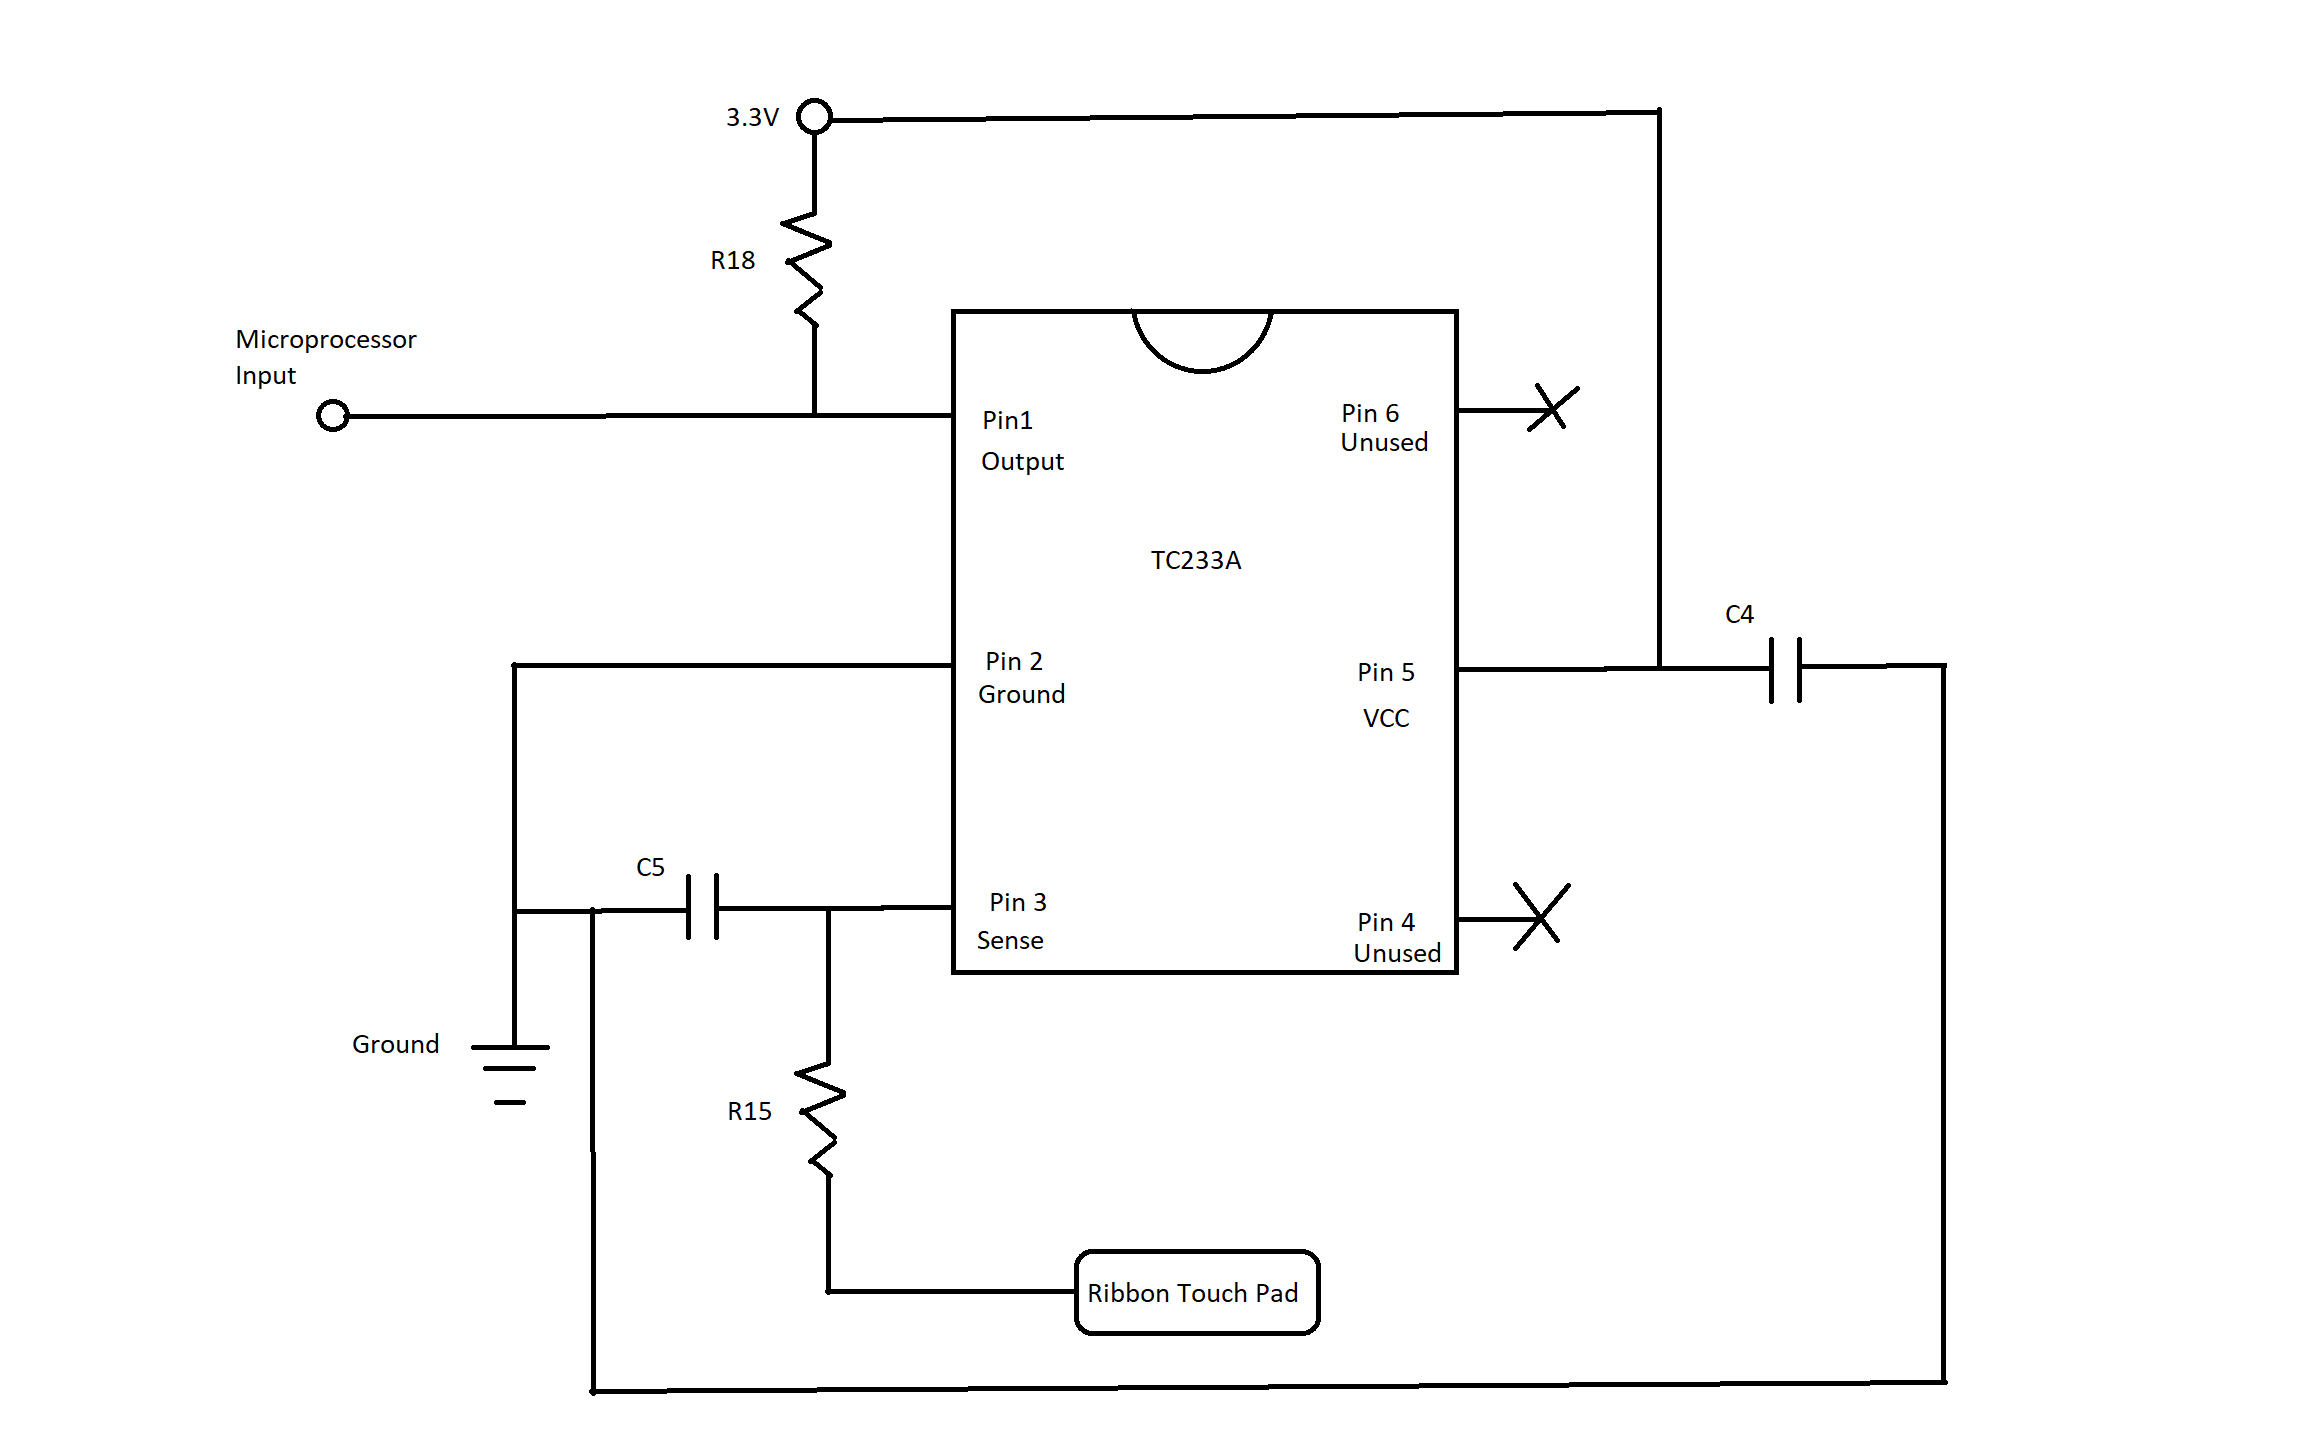 3.3V
R18
Microprocessor
Input
Pin1
Output
Pin 6
Unused
TC233A
C4
Pin 2
Ground
Pin 5
VCC
C5
Pin 3
Sense
Pin 4
Unused
Ground
R15
Ribbon Touch Pad